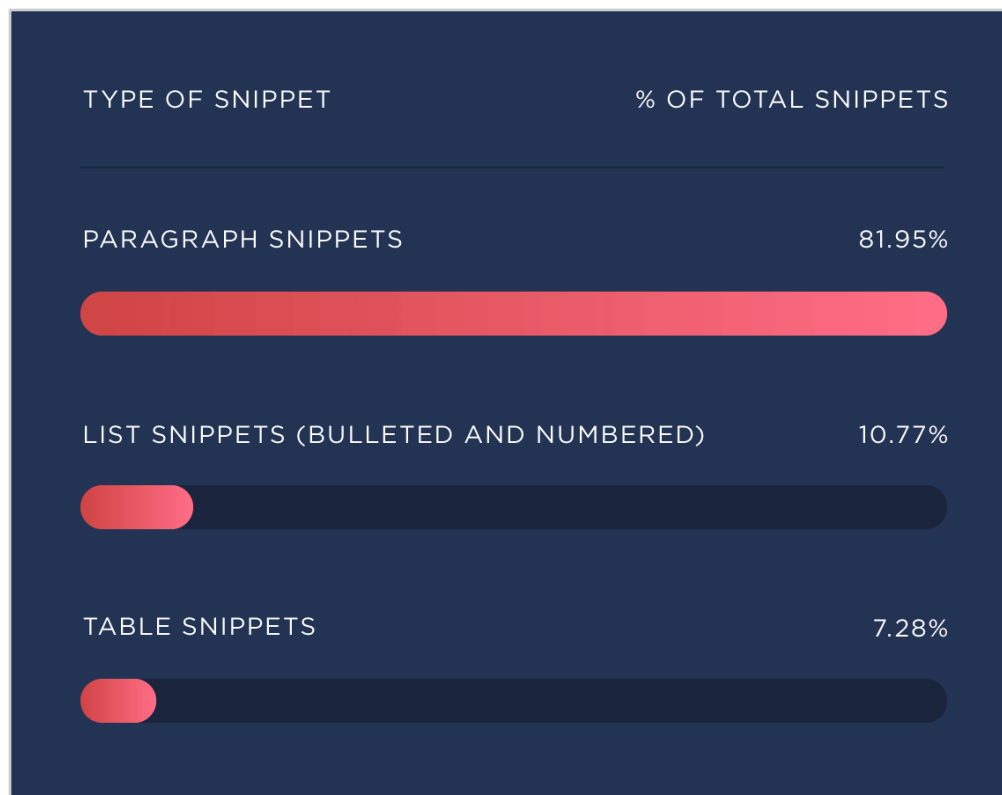 TYPE OF SNIPPET % OF TOTAL SNIPPETS
PARAGRAPH SNIPPETS 81.95%
LIST SNIPPETS (BULLETED AND NUMBERED) 10.77%
TABLE SNIPPETS 7.28%